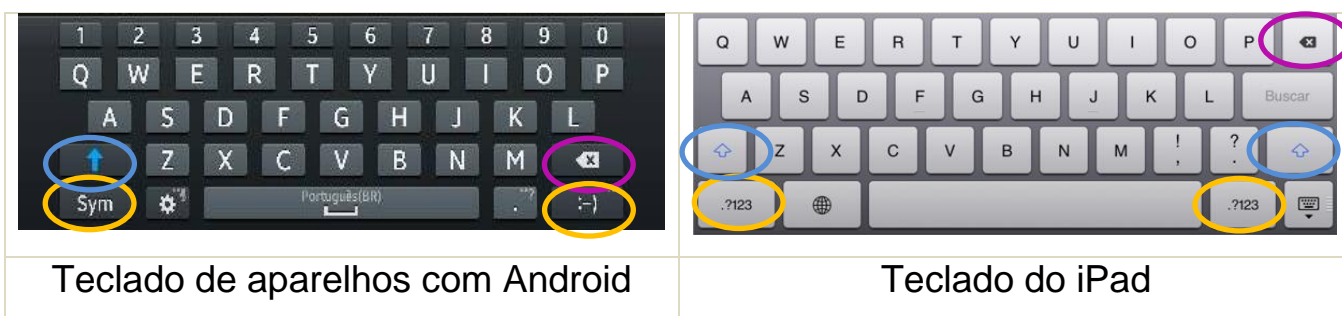 1 2 3 4 5 6 7 8 9 0
Q W E R T Y U I O P
A S D F G H J K L
Z X C V B N M
Sym Português(BR) . ...? :-)
Teclado de aparelhos com Android
Q W E R T Y U I O P
A S D F G H J K L Buscar
Z X C V B N M ! , ? .
.?123 .?123
Teclado do iPad